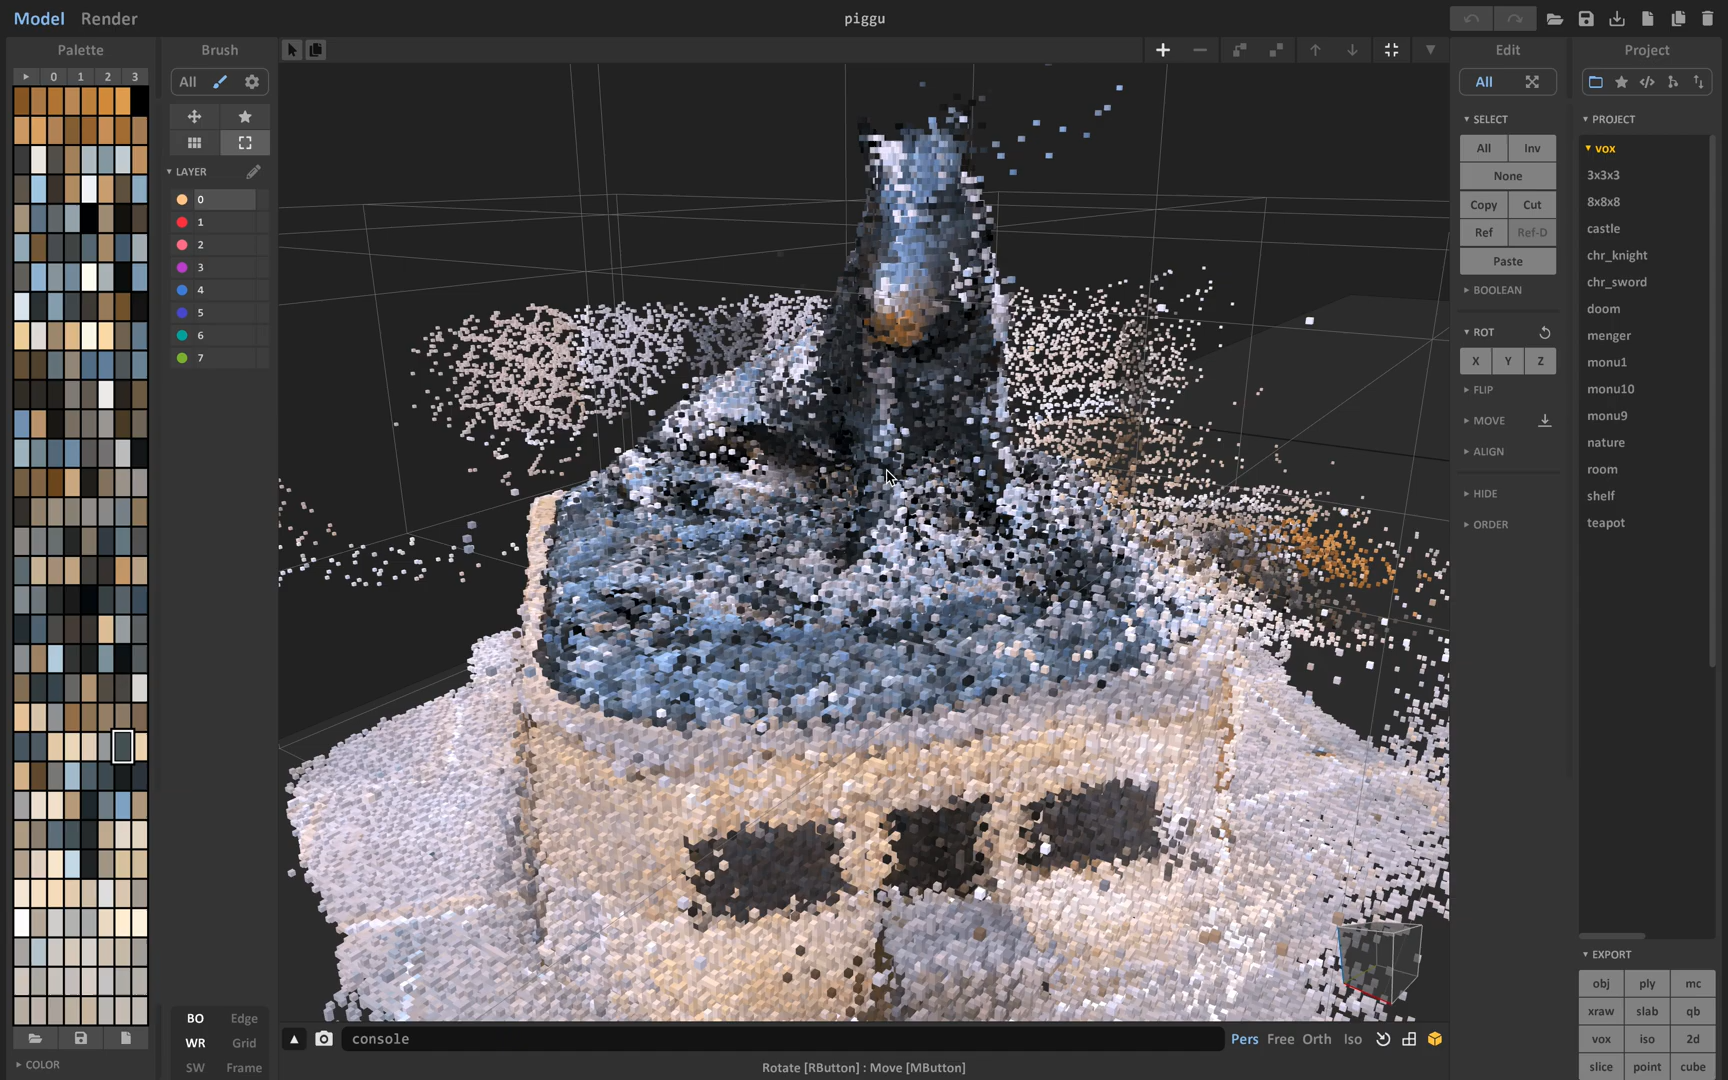 Model Render
piggu
Palette
Brush
Edit
Project
0 1 2 3
All
All
LAYER
0
1
2
3
4
5
6
7
SELECT
All Inv
None
Copy Cut
Ref Ref-D
Paste
BOOLEAN
ROT
X Y Z
FLIP
MOVE
ALIGN
HIDE
ORDER
PROJECT
vox
3x3x3
8x8x8
castle
chr_knight
chr_sword
doom
menger
monu1
monu10
monu9
nature
room
shelf
teapot
EXPORT
obj ply mc
xraw slab qb
vox iso 2d
slice point cube
BO Edge
WR Grid
SW Frame
COLOR
console
Pers Free Orth Iso
Rotate [RButton] : Move [MButton]